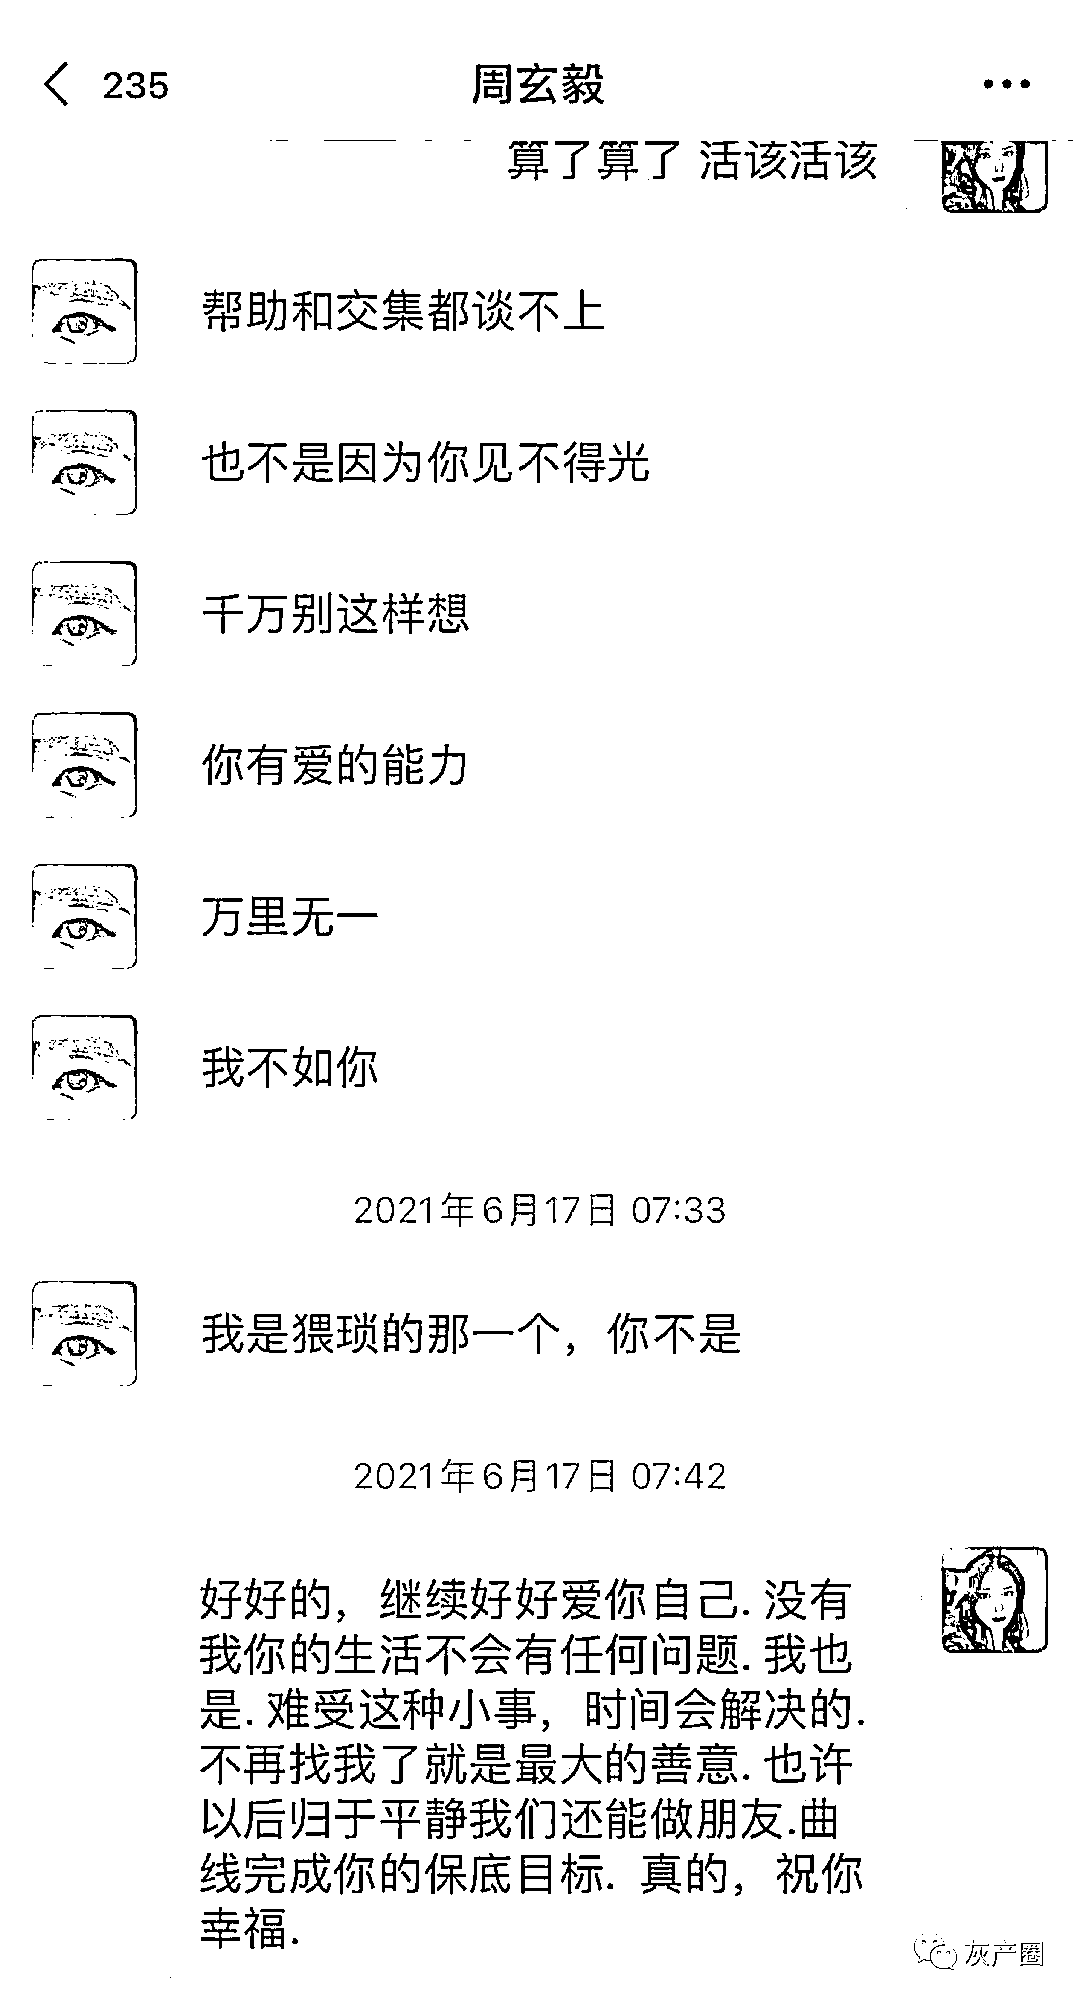 235
周玄毅
算了算了 活该活该
帮助和交集都谈不上
也不是因为你见不得光
千万别这样想
你有爱的能力
万里无一
我不如你
2021年6月17日 07:33
我是猥琐的那一个，你不是
2021年6月17日 07:42
好好的，继续好好爱你自己. 没有
我你的生活不会有任何问题. 我也
是. 难受这种小事，时间会解决的.
不再找我了就是最大的善意. 也许
以后归于平静我们还能做朋友.曲
线完成你的保底目标. 真的，祝你
幸福.
灰产圈